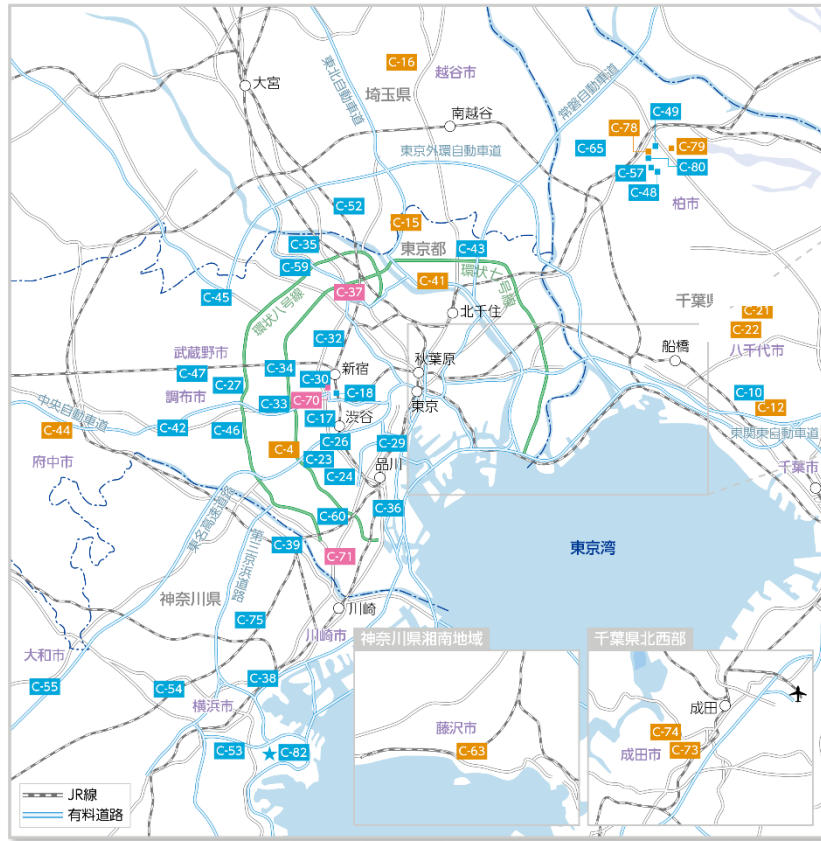 C-16
越谷市
大宮
東北自動車道
埼玉県
常磐自動車道
南越谷
C-49
C-78
C-65
C-79
東京外環自動車道
C-57
C-80
C-48
柏市
C-52
C-15
C-35
東京都
C-43
C-59
環状七号線
C-41
C-37
C-45
環状八号線
北千住
千葉県
C-21
C-22
C-32
武蔵野市
船橋
八千代市
秋葉原
C-34
新宿
C-47
C-30
C-27
C-18
東京
C-10
調布市
C-33
C-70
C-12
中央自動車道
C-17
渋谷
C-44
C-42
C-46
東関東自動車道
C-26
C-29
C-4
C-23
府中市
品川
千葉市
C-24
東名高速道路
C-36
C-60
第三京浜道路
C-39
東京湾
C-71
神奈川県
川崎
C-75
川崎市
神奈川県湘南地域
千葉県北西部
大和市
C-38
C-55
C-54
横浜市
成田
藤沢市
C-74
C-53
C-82
C-63
成田市
C-73
JR線
有料道路